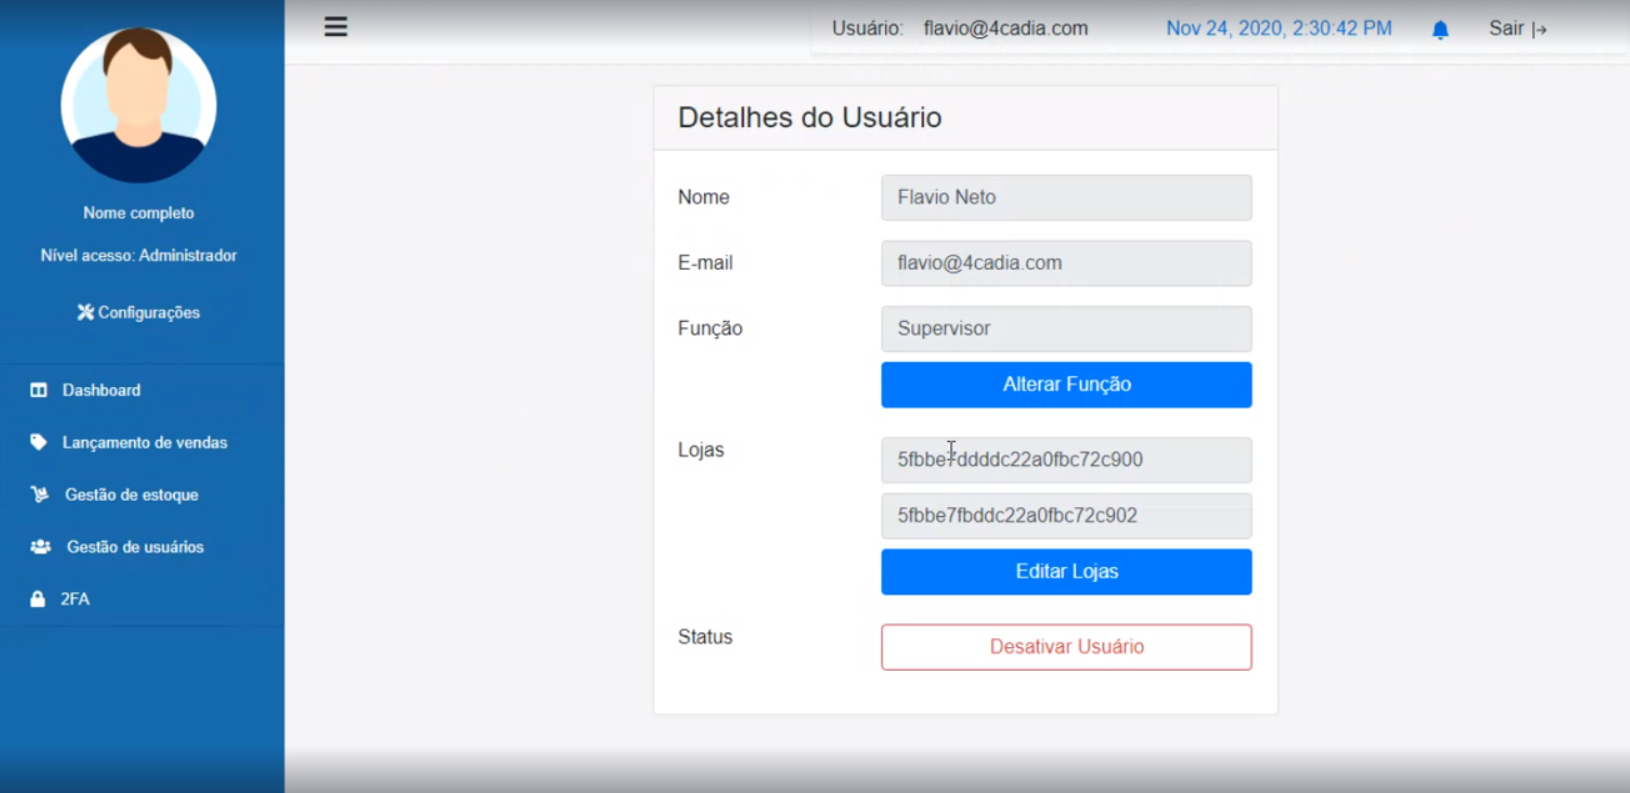 Usuário: flavio@4cadia.com Nov 24, 2020, 2:30:42 PM Sair
Nome completo
Nível acesso: Administrador
Configurações
Dashboard
Lançamento de vendas
Gestão de estoque
Gestão de usuários
2FA
Detalhes do Usuário
Nome Flavio Neto
E-mail flavio@4cadia.com
Função Supervisor
Alterar Função
Lojas 5fbbe7ddddc22a0fbc72c900
5fbbe7fbddc22a0fbc72c902
Editar Lojas
Status Desativar Usuário